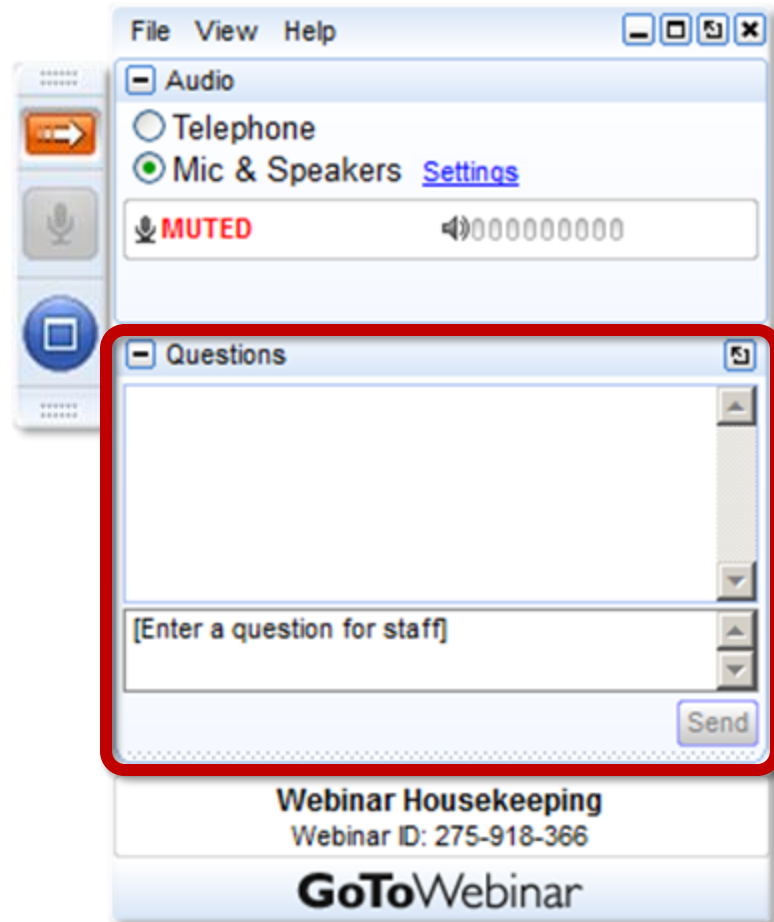 File View Help
Audio
Telephone
Mic & Speakers Settings
MUTED 000000000
Questions
[Enter a question for staff]
Send
Webinar Housekeeping
Webinar ID: 275-918-366
GoToWebinar